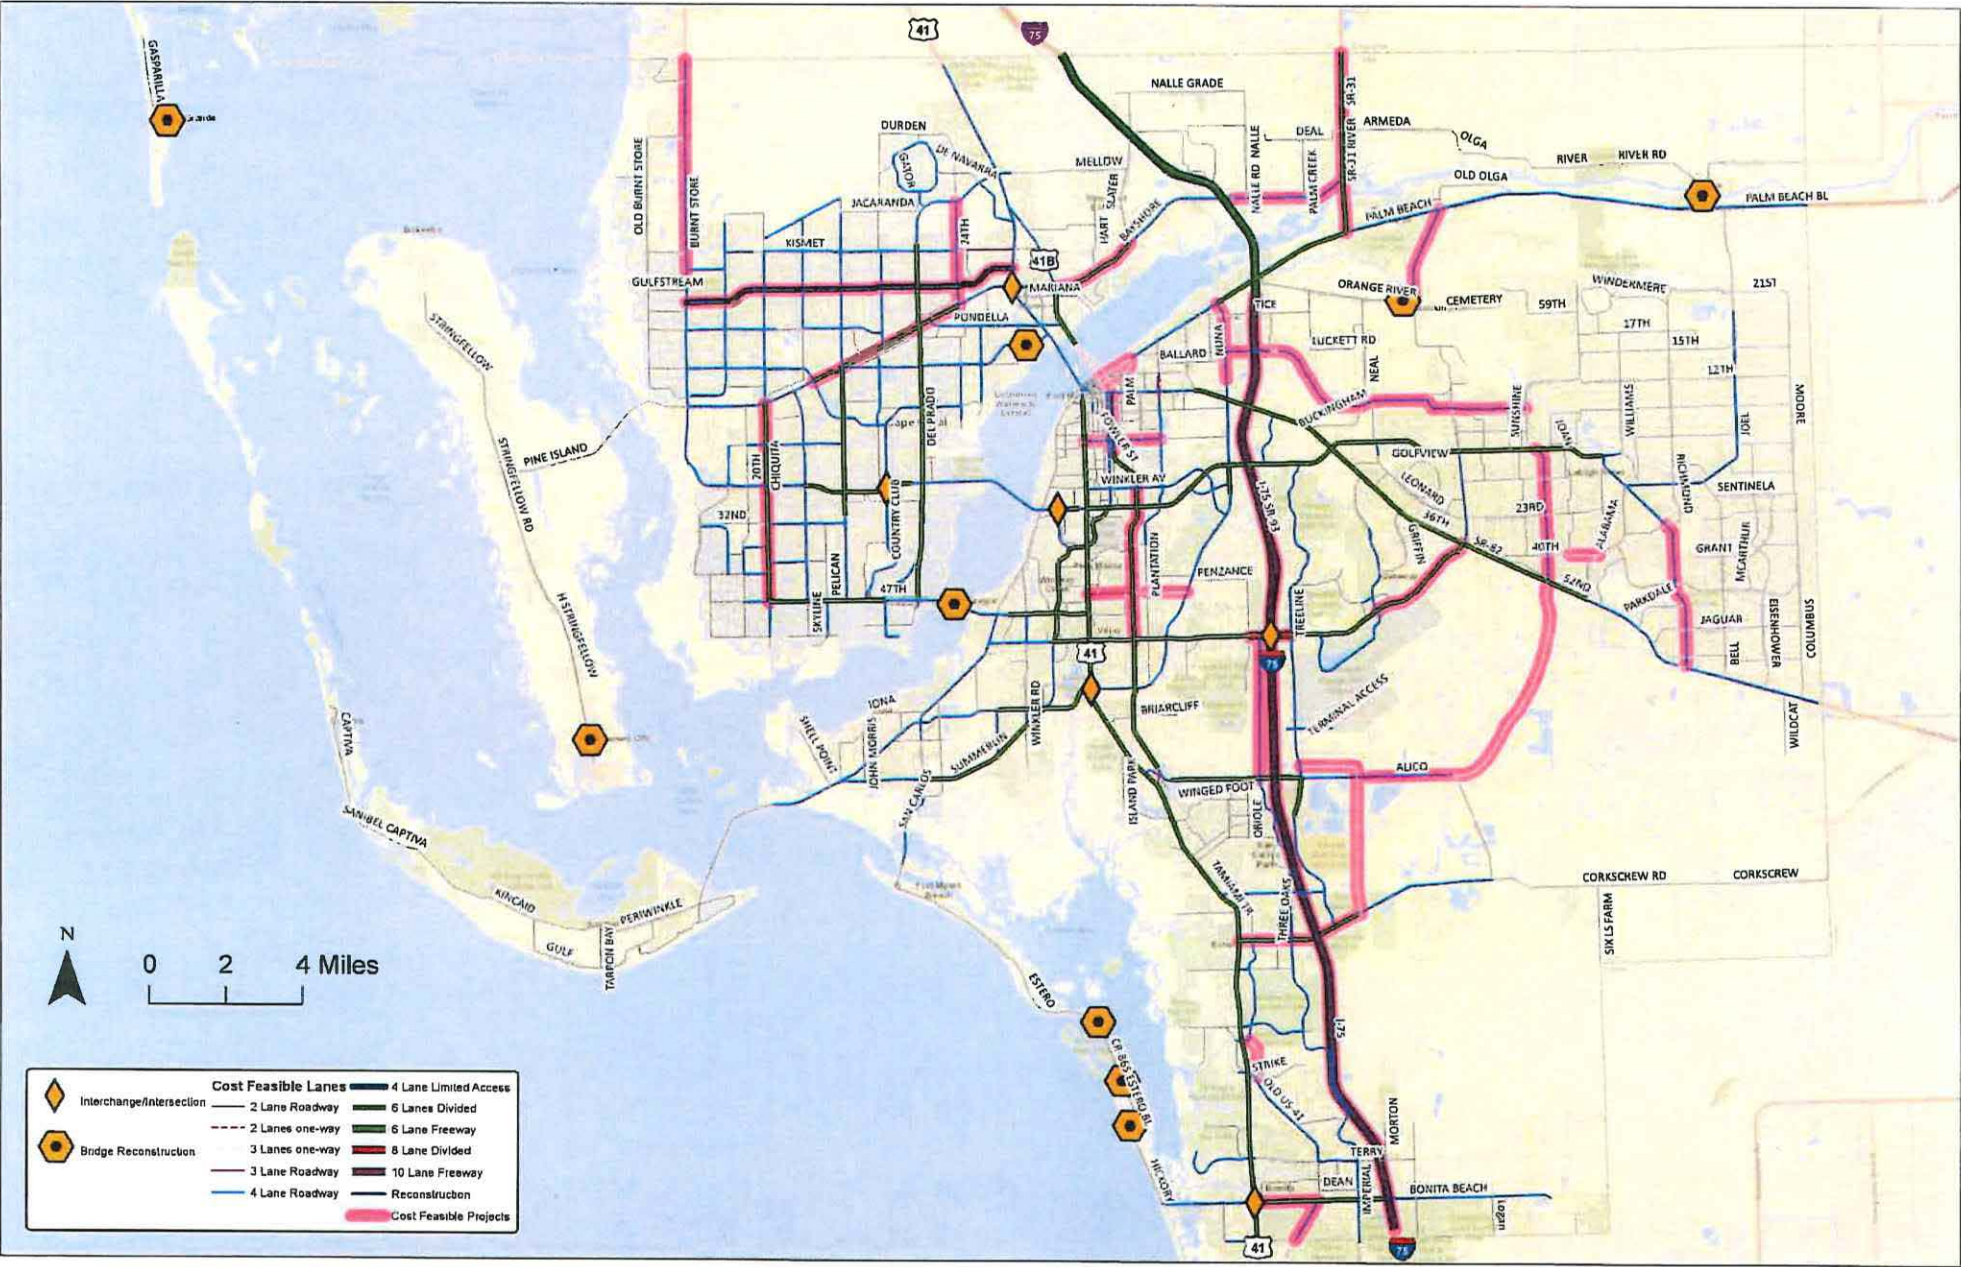 41
75
GASPARILLA
NALLE GRADE
SR-31
DURDEN
ARMEDA
DEAL
OLGA
OLD BURNT STORE
GATOR
DE NAVARRA
MELLOW
NALLE RD NALLE
SR-31 RIVER
RIVER
RIVER RD
BURNT STORE
SLATER
PALM CREEK
OLD OLGA
PALM BEACH BL
JACARANDA
24TH
HART
BAYSHORE
PALM BEACH
KISMET
41B
GULFSTREAM
MARIANA
ORANGE RIVER
CEMETERY
WINDERMERE
21ST
59TH
TICE
STRINGFELLOW
PONDELLA
17TH
NUNA
LUCKETT RD
15TH
BALLARD
NEAL
12TH
DEL PRADO
PALM
BUCKINGHAM
SUNSHINE
WILLIAMS
MOORE
JOEL
FOWLER ST
JOAN
STRINGFELLOW RD
PINE ISLAND
20TH
CHIQUITA
GOLFVIEW
WINKLER AV
LEONARD
RICHMOND
SENTINELA
I-75 SR-93
32ND
COUNTRY CLUB
36TH
23RD
ALABAMA
GRIFFIN
SR-82
40TH
GRANT
MCARTHUR
PELICAN
PLANTATION
PENZANCE
52ND
H STRINGFELLOW
SKYLINE
47TH
TREELINE
PARKDALE
JAGUAR
BELL
EISENHOWER
COLUMBUS
41
75
TERMINAL ACCESS
IONA
WINKLER RD
BRIARCLIFF
CAPTIVA
SHELL POINT
JOHN MORRIS
WILDCAT
SUMMERLIN
ISLAND PARK
ALICO
SAN CARLOS
WINGED FOOT
ORIOLE
SANIBEL CAPTIVA
TAMIAMI TR
CORKSCREW RD
CORKSCREW
KINCAID
PERIWINKLE
THREE OAKS
SIX LS FARM
GULF
TARPON BAY
N
0 2 4 Miles
ESTERO
I-75
CR-865 ESTERO BL
STRIKE
OLD US-41
MORTON
TERRY
HICKORY
DEAN
IMPERIAL
BONITA BEACH
41
75
Interchange/Intersection
Bridge Reconstruction
Cost Feasible Lanes
2 Lane Roadway
2 Lanes one-way
3 Lanes one-way
3 Lane Roadway
4 Lane Roadway
4 Lane Limited Access
6 Lanes Divided
6 Lane Freeway
8 Lane Divided
10 Lane Freeway
Reconstruction
Cost Feasible Projects